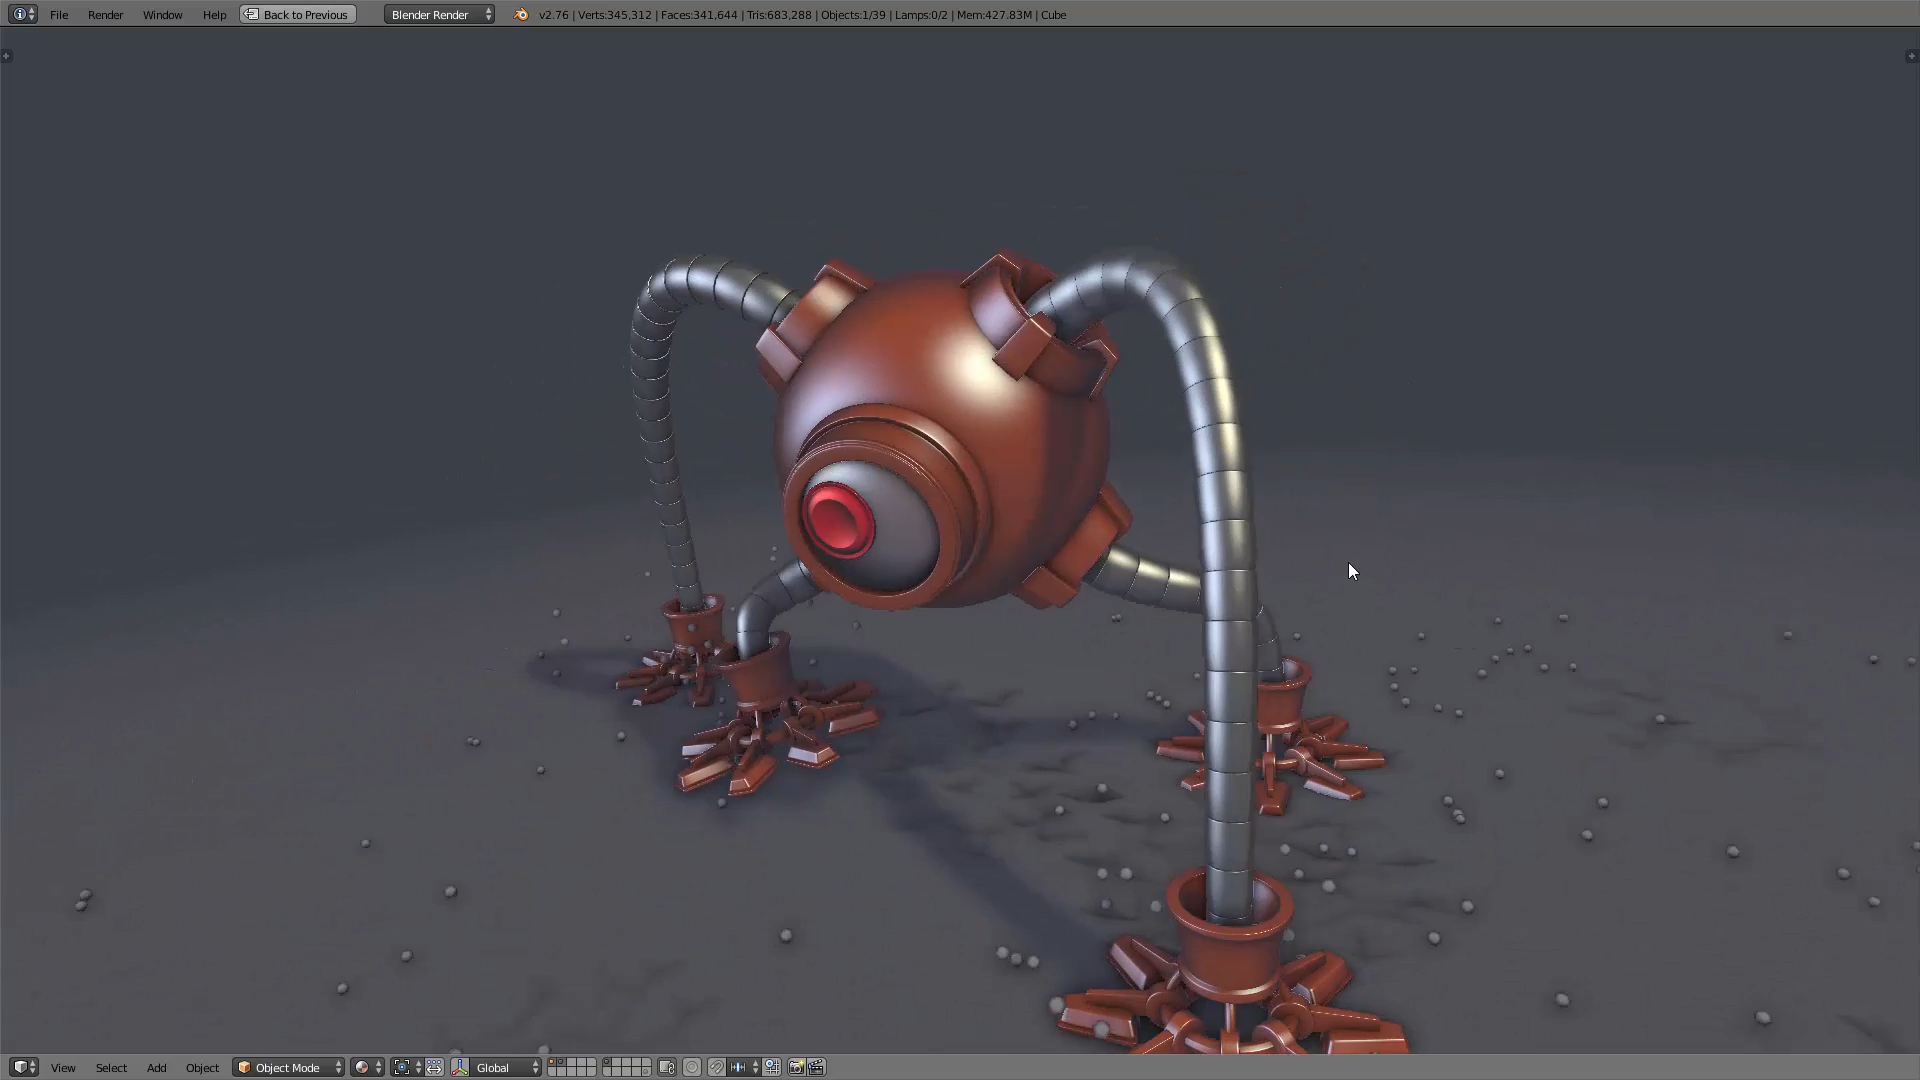 File Render Window Help Back to Previous Blender Render v2.76 | Verts:345,312 | Faces:341,644 | Tris:683,288 | Objects:1/39 | Lamps:0/2 | Mem:427.83M | Cube
View Select Add Object Object Mode Global